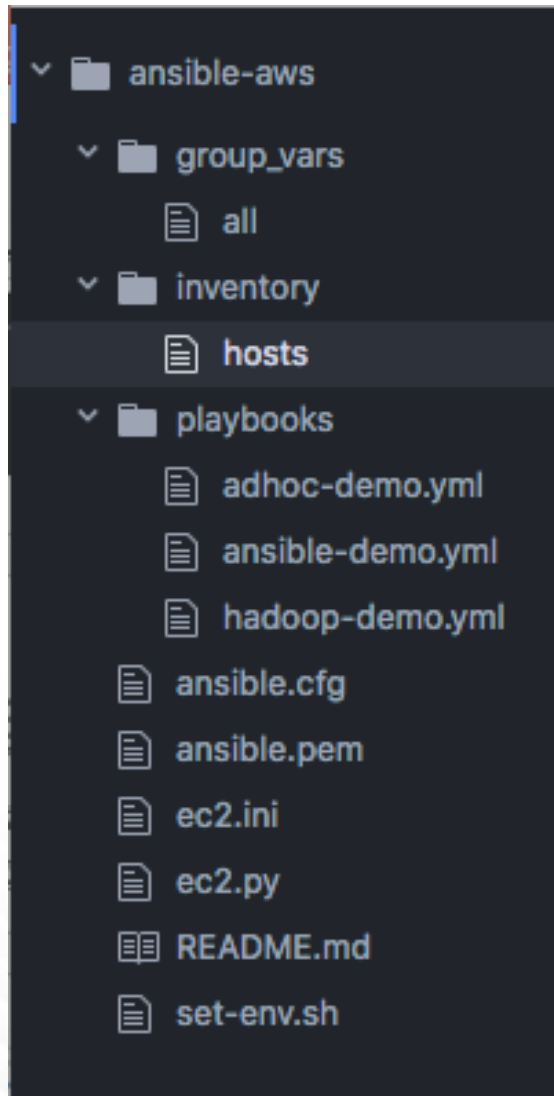 ansible-aws
group_vars
all
inventory
hosts
playbooks
adhoc-demo.yml
ansible-demo.yml
hadoop-demo.yml
ansible.cfg
ansible.pem
ec2.ini
ec2.py
README.md
set-env.sh